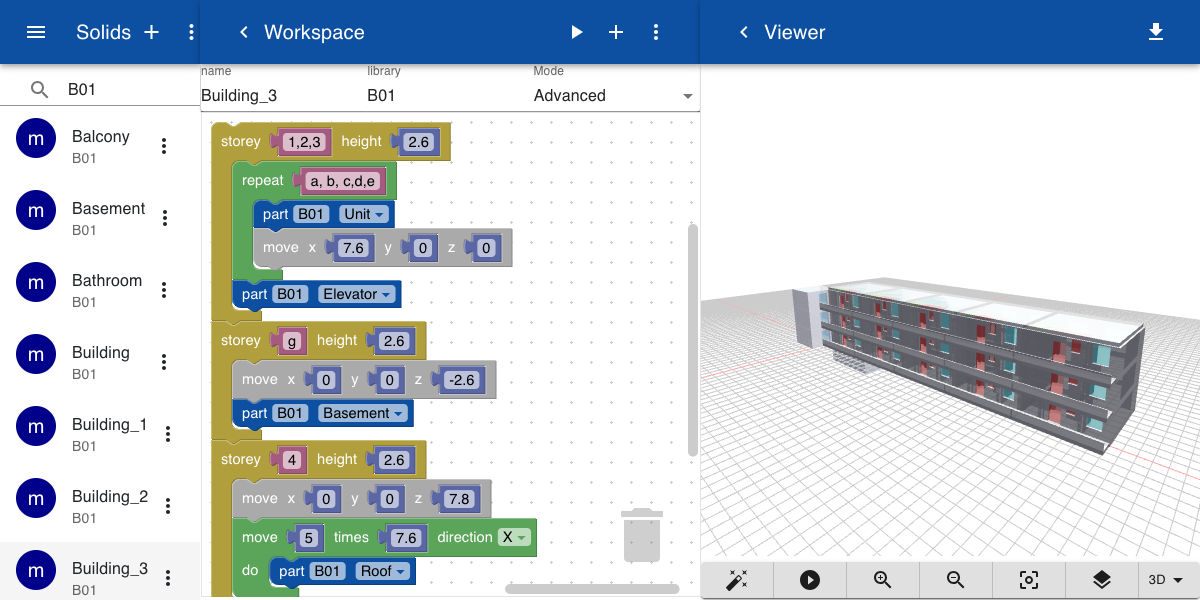 Solids
Workspace
Viewer
B01
name library Mode
Building_3 B01 Advanced
m Balcony
B01
m Basement
B01
m Bathroom
B01
m Building
B01
m Building_1
B01
m Building_2
B01
m Building_3
B01
storey 1,2,3 height 2.6
repeat a, b, c,d,e
part B01 Unit
move x 7.6 y 0 z 0
part B01 Elevator
storey g height 2.6
move x 0 y 0 z -2.6
part B01 Basement
storey 4 height 2.6
move x 0 y 0 z 7.8
move 5 times 7.6 direction X
do part B01 Roof
3D